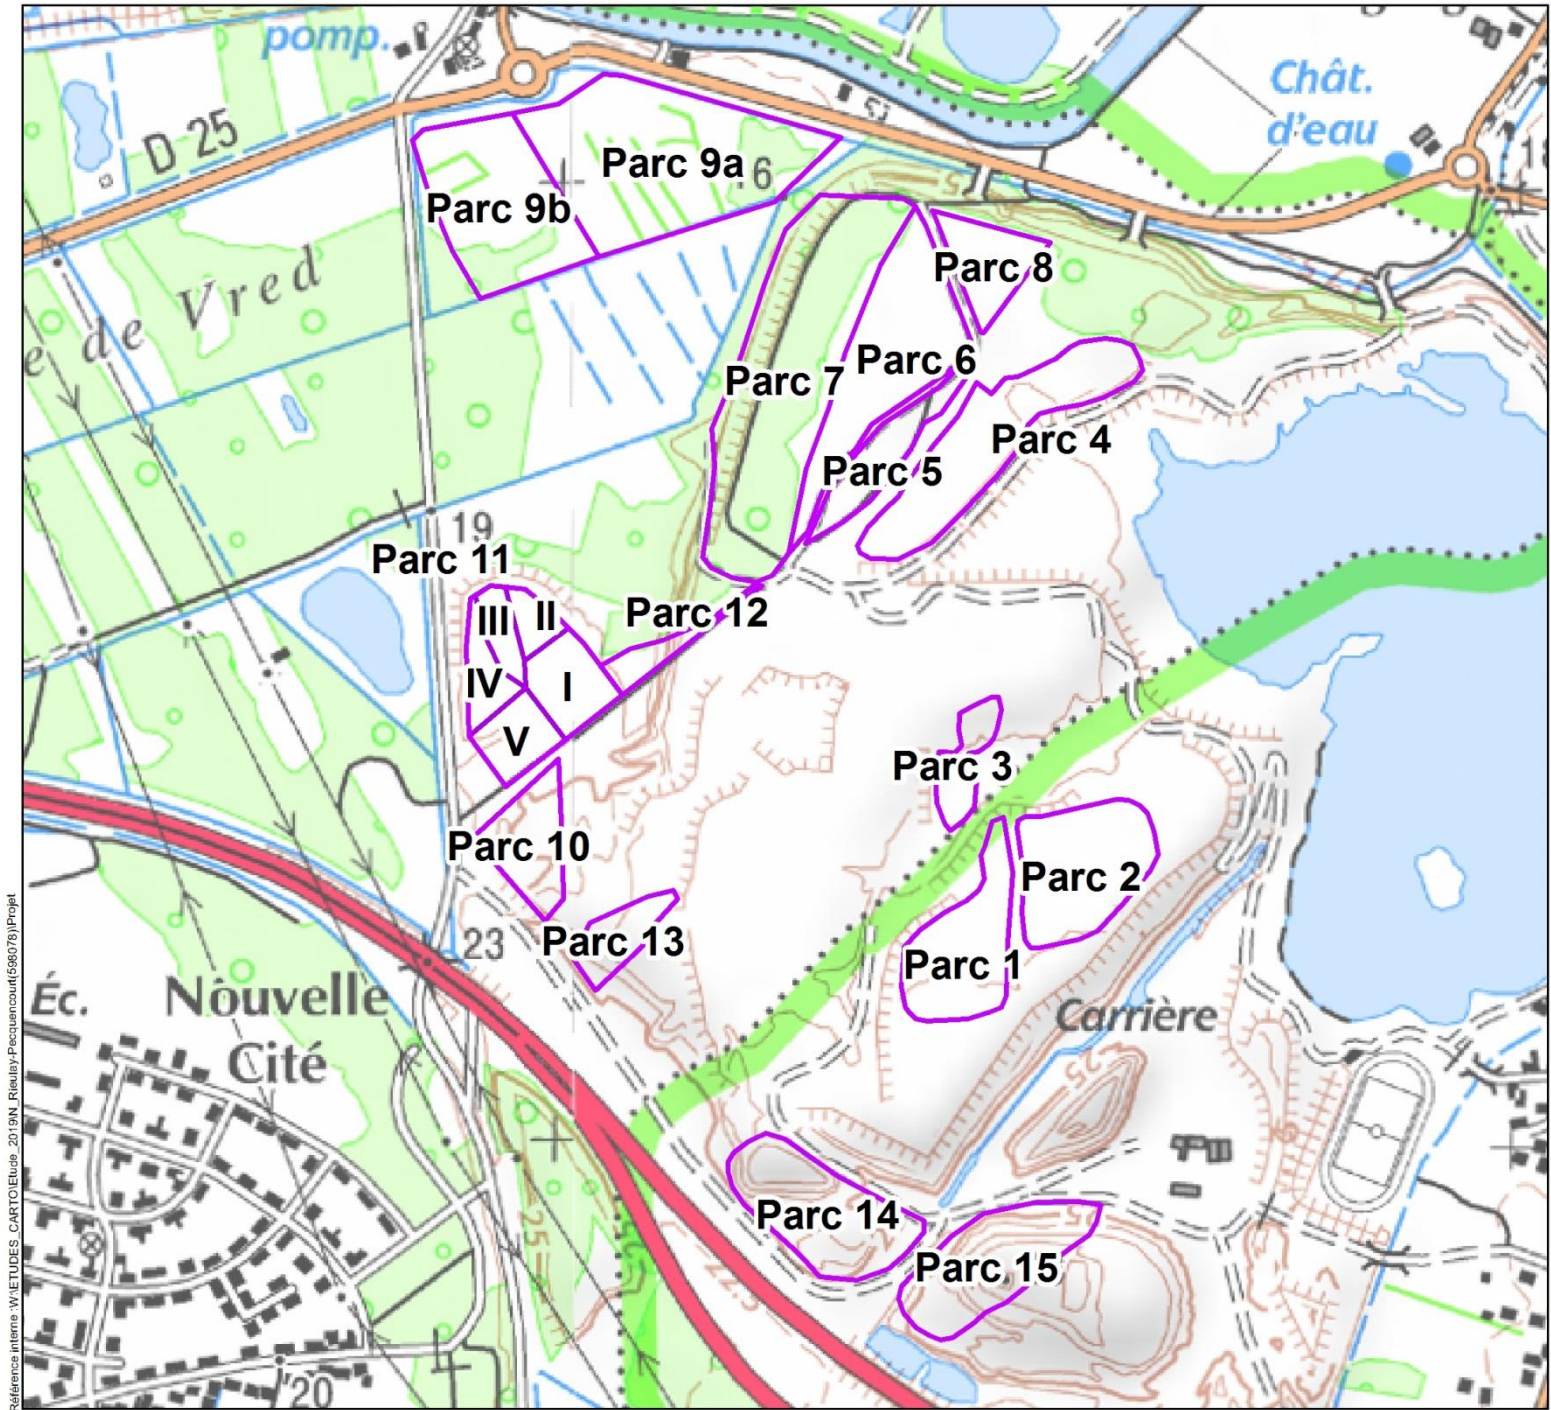 pomp.
Chât.
d'eau
D 25
Parc 9a
16
Parc 9b
Vred
e de
Parc 8
Parc 6
Parc 7
Parc 4
Parc 5
19
Parc 11
Parc 12
III
II
IV
I
V
Parc 3
Parc 10
Parc 2
Parc 13
23
Parc 1
Éc.
Nouvelle
Cité
Carrière
25
25
Parc 14
Parc 15
20
Référence interne :W:\ETUDES_CARTO\Etude_2019\N_Rieulay-Pecquencourt(598078)\Projet